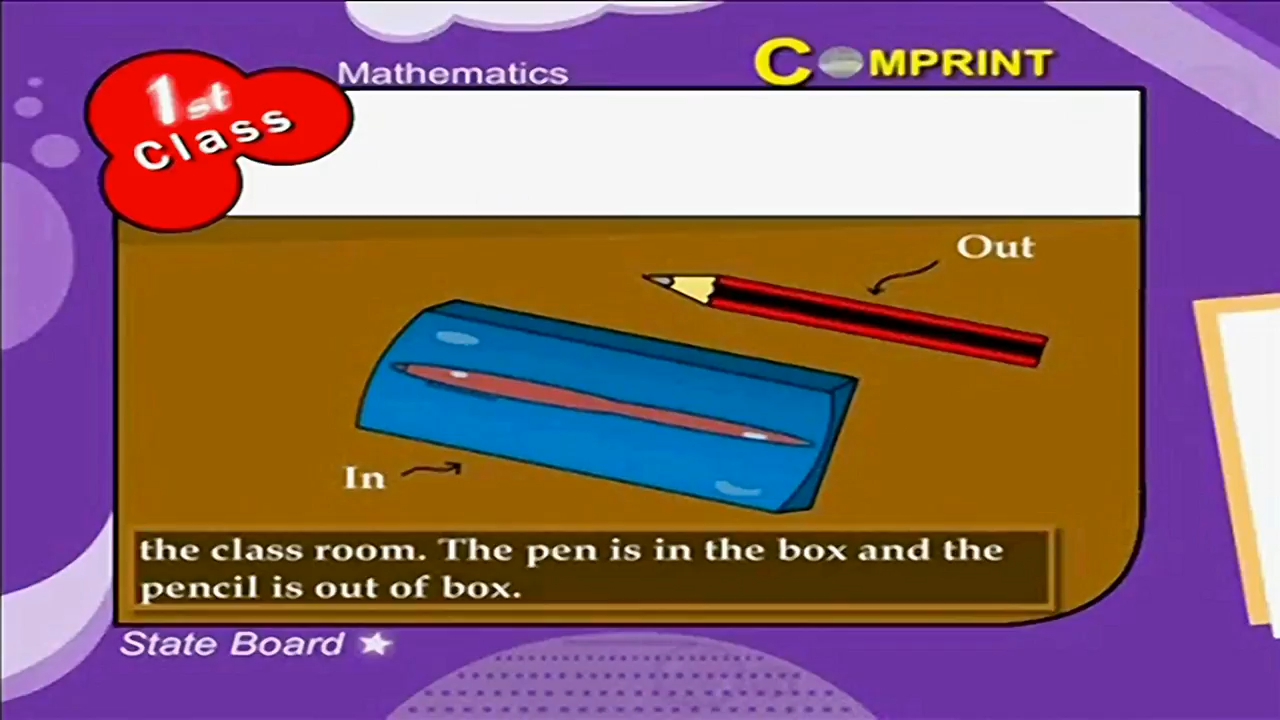 Mathematics
COMPRINT
1st
Class
Out
In
the class room. The pen is in the box and the
pencil is out of box.
State Board